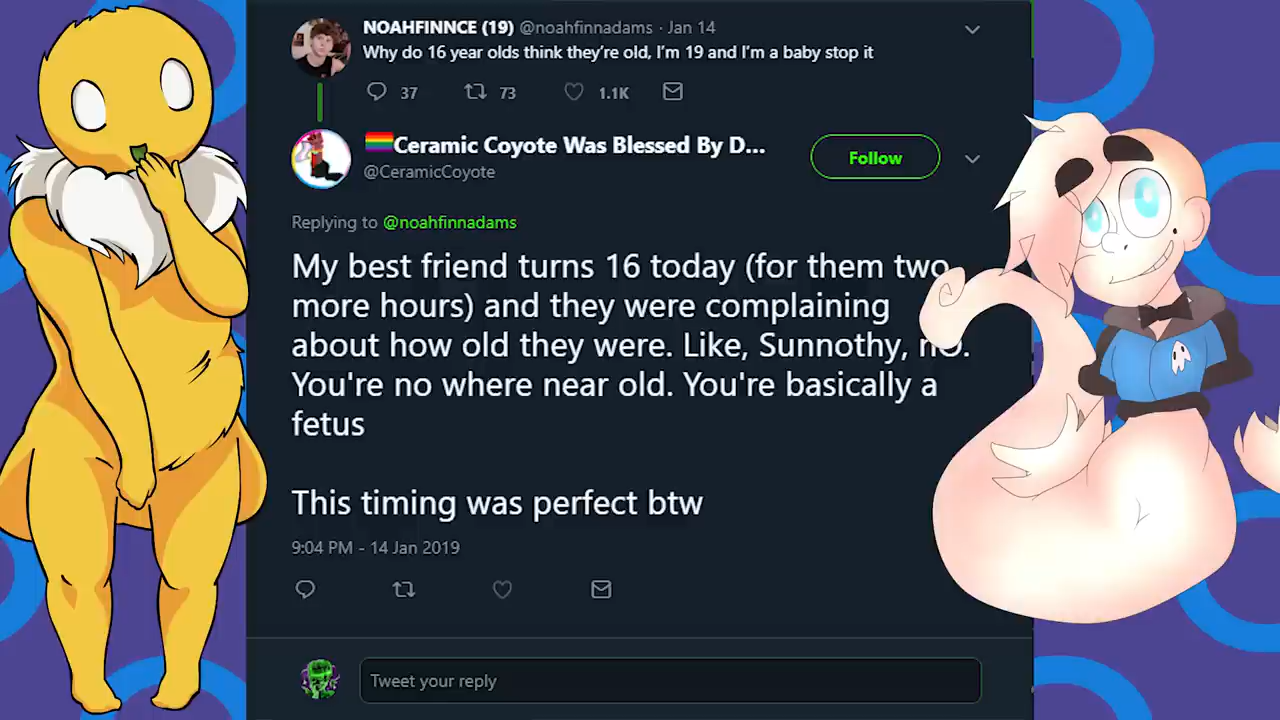 NOAHFINNCE (19) @noahfinnadams · Jan 14
Why do 16 year olds think they're old, I'm 19 and I'm a baby stop it
37 73 1.1K
Ceramic Coyote Was Blessed By D...
@CeramicCoyote
Follow
Replying to @noahfinnadams
My best friend turns 16 today (for them two
more hours) and they were complaining
about how old they were. Like, Sunnothy, no.
You're no where near old. You're basically a
fetus
This timing was perfect btw
9:04 PM - 14 Jan 2019
Tweet your reply